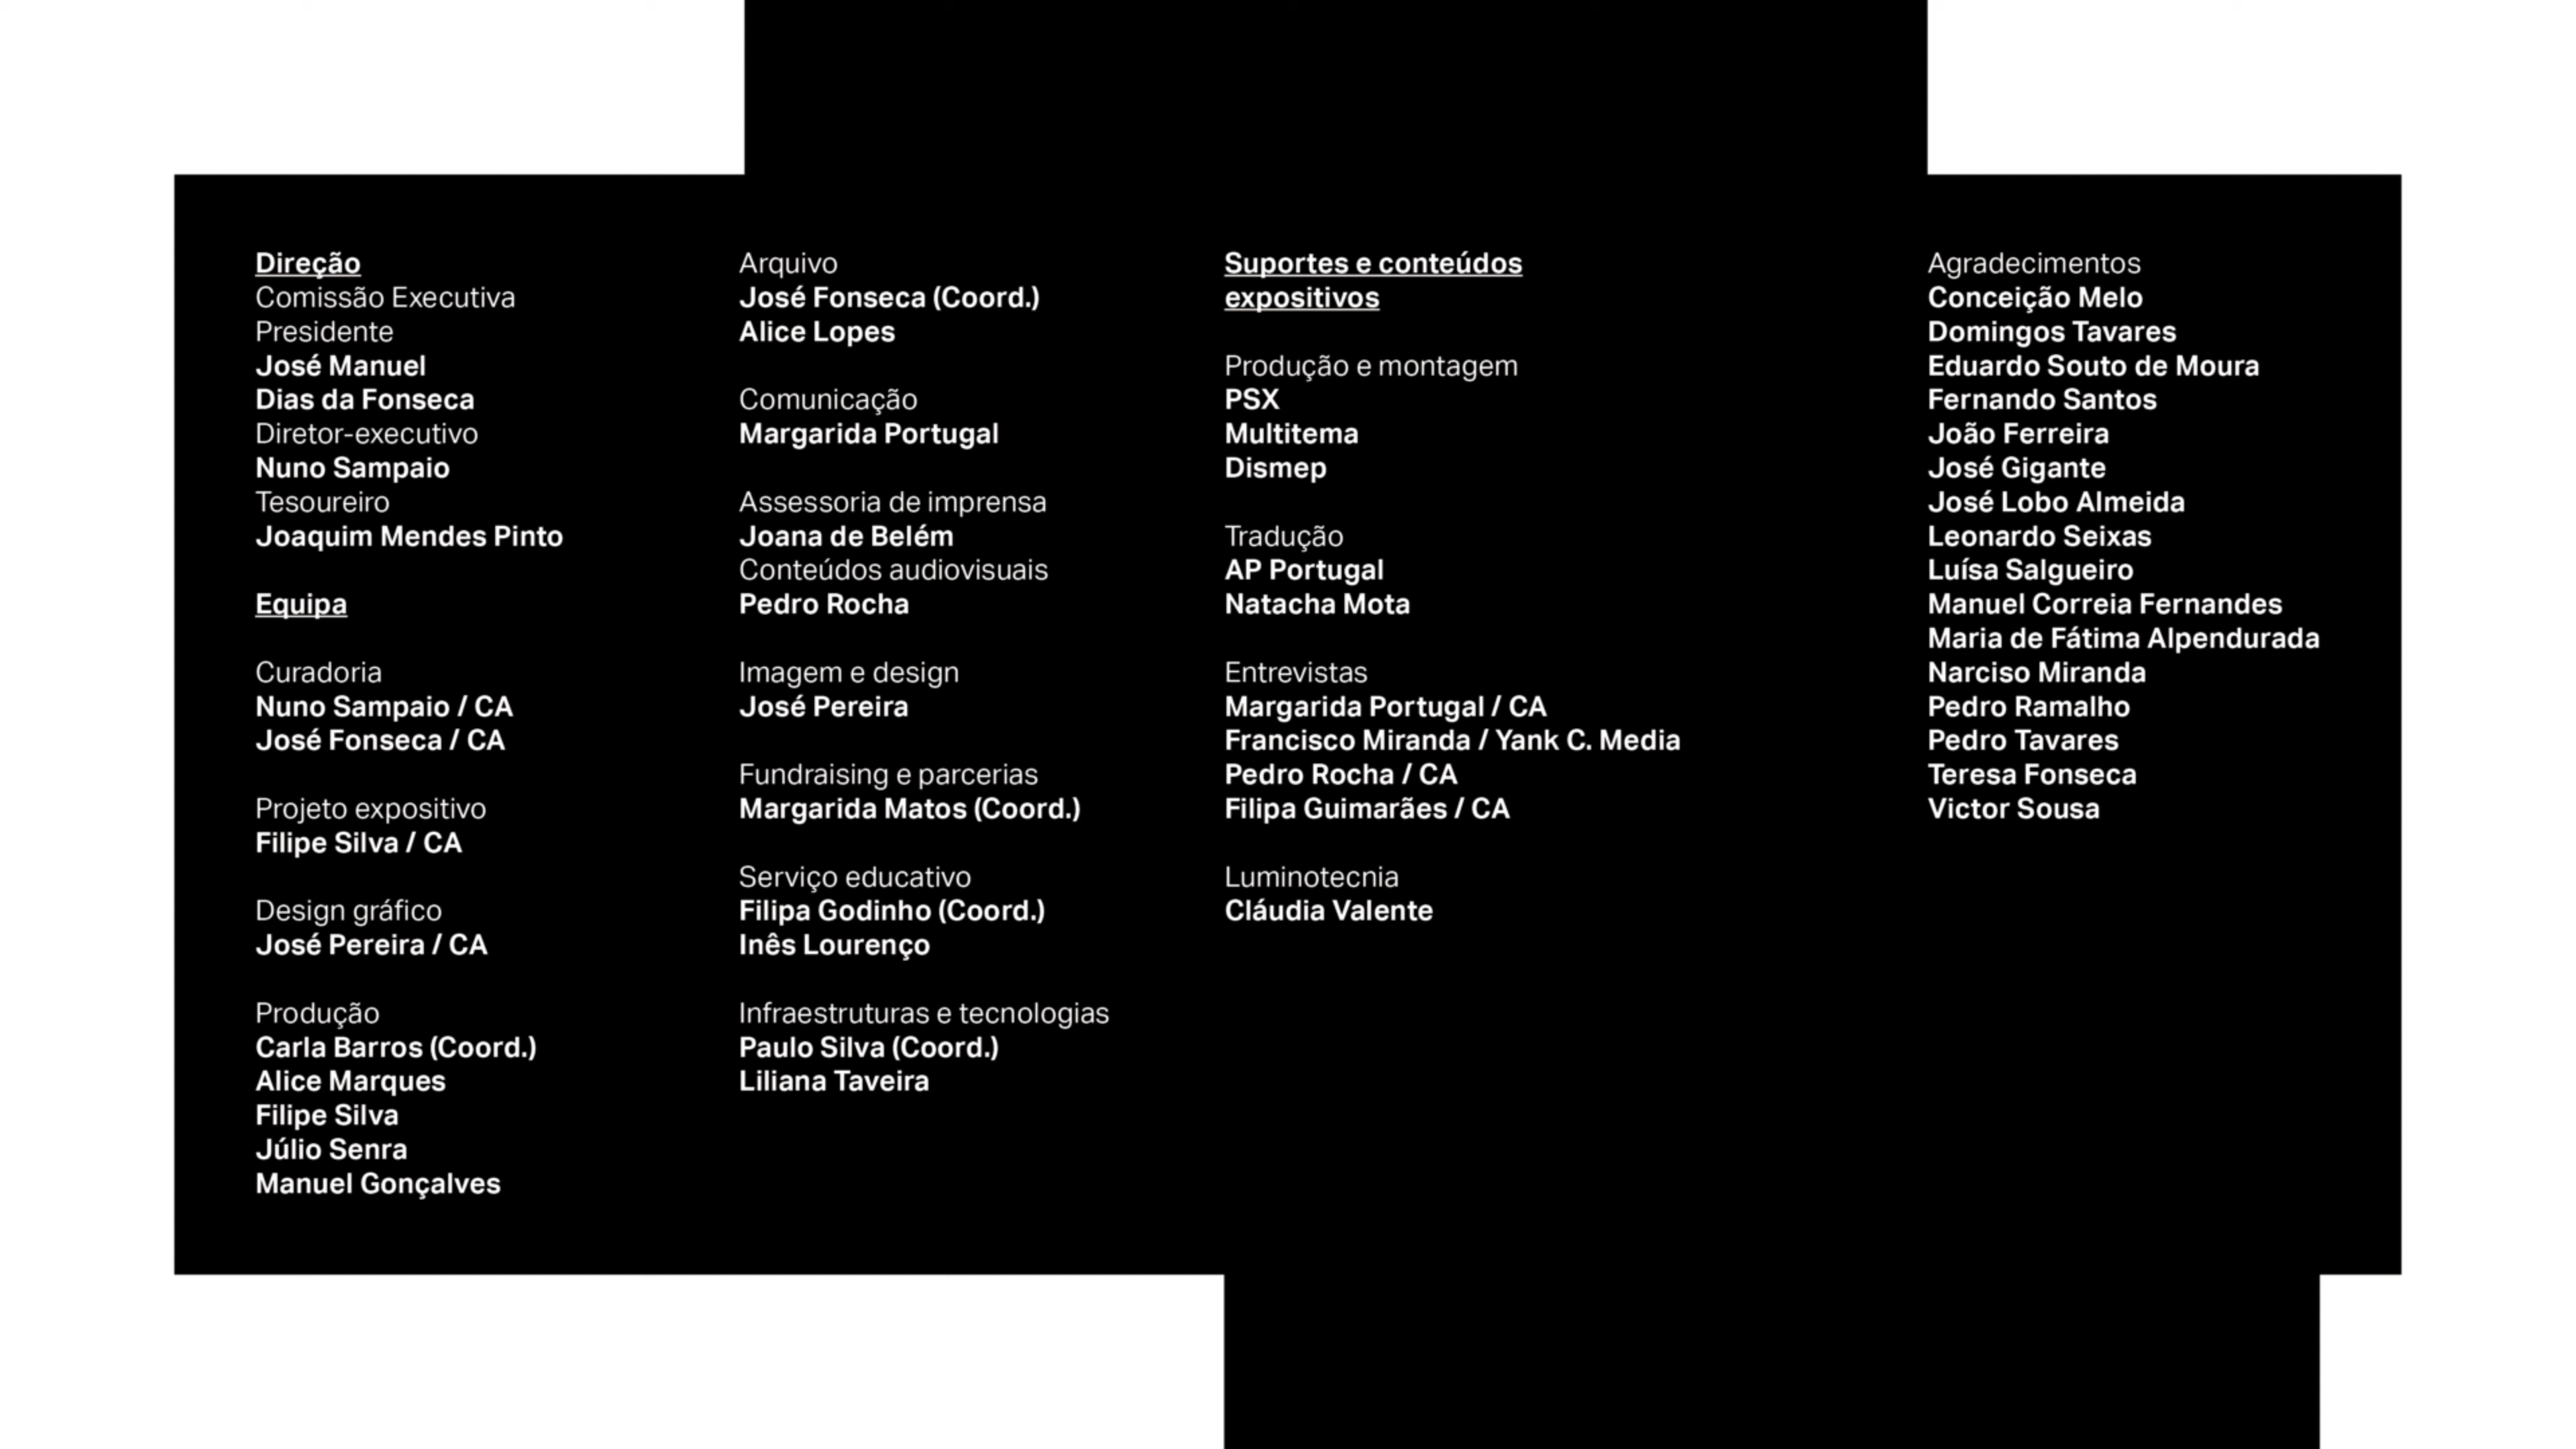 Direção
Comissão Executiva
Presidente
José Manuel
Dias da Fonseca
Diretor-executivo
Nuno Sampaio
Tesoureiro
Joaquim Mendes Pinto
Equipa
Curadoria
Nuno Sampaio / CA
José Fonseca / CA
Projeto expositivo
Filipe Silva / CA
Design gráfico
José Pereira / CA
Produção
Carla Barros (Coord.)
Alice Marques
Filipe Silva
Júlio Senra
Manuel Gonçalves
Arquivo
José Fonseca (Coord.)
Alice Lopes
Comunicação
Margarida Portugal
Assessoria de imprensa
Joana de Belém
Conteúdos audiovisuais
Pedro Rocha
Imagem e design
José Pereira
Fundraising e parcerias
Margarida Matos (Coord.)
Serviço educativo
Filipa Godinho (Coord.)
Inês Lourenço
Infraestruturas e tecnologias
Paulo Silva (Coord.)
Liliana Taveira
Suportes e conteúdos
expositivos
Produção e montagem
PSX
Multitema
Dismep
Tradução
AP Portugal
Natacha Mota
Entrevistas
Margarida Portugal / CA
Francisco Miranda / Yank C. Media
Pedro Rocha / CA
Filipa Guimarães / CA
Luminotecnia
Cláudia Valente
Agradecimentos
Conceição Melo
Domingos Tavares
Eduardo Souto de Moura
Fernando Santos
João Ferreira
José Gigante
José Lobo Almeida
Leonardo Seixas
Luísa Salgueiro
Manuel Correia Fernandes
Maria de Fátima Alpendurada
Narciso Miranda
Pedro Ramalho
Pedro Tavares
Teresa Fonseca
Victor Sousa